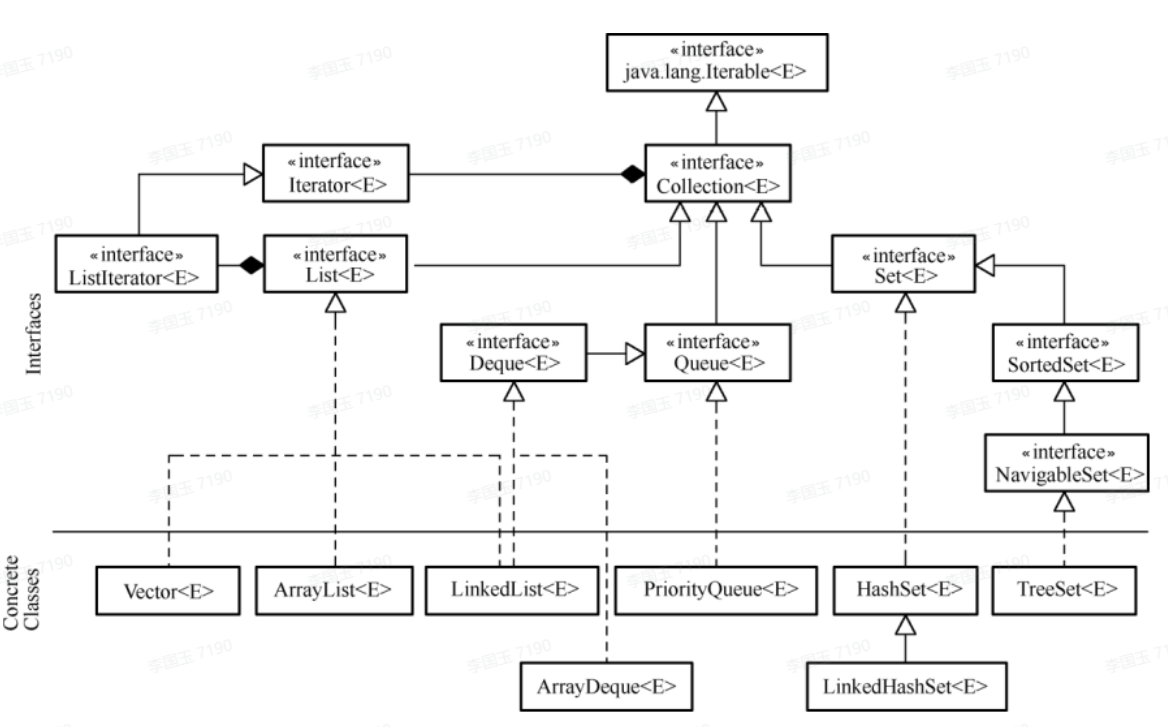 «interface»
java.lang.Iterable<E>
«interface»
Iterator<E>
«interface»
Collection<E>
«interface»
ListIterator<E>
«interface»
List<E>
«interface»
Set<E>
Interfaces
«interface»
Deque<E>
«interface»
Queue<E>
«interface»
SortedSet<E>
«interface»
NavigableSet<E>
Concrete
Classes
Vector<E>
ArrayList<E>
LinkedList<E>
PriorityQueue<E>
HashSet<E>
TreeSet<E>
ArrayDeque<E>
LinkedHashSet<E>
李国玉 7190